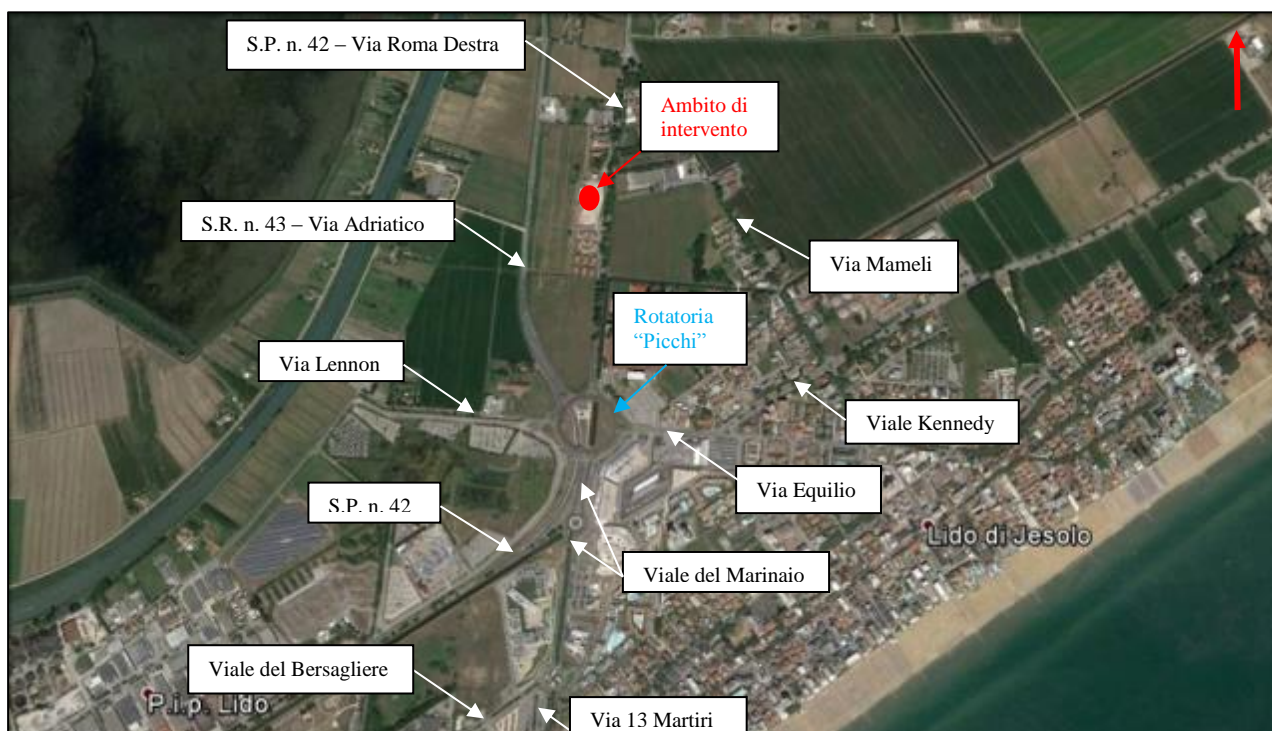 S.P. n. 42 – Via Roma Destra
Ambito di
intervento
S.R. n. 43 – Via Adriatico
Via Mameli
Rotatoria
“Picchi”
Via Lennon
Viale Kennedy
Via Equilio
S.P. n. 42
Lido di Jesolo
Viale del Marinaio
Viale del Bersagliere
P.i.p. Lido
Via 13 Martiri